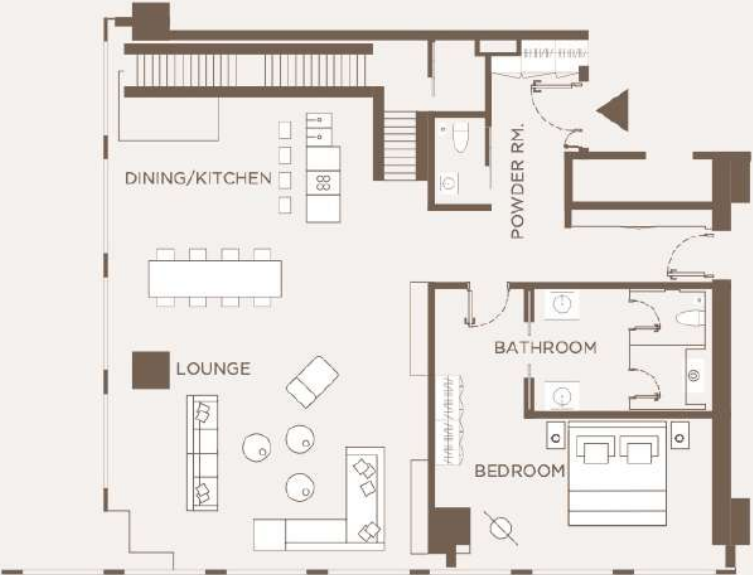 POWDER RM.
DINING/KITCHEN
BATHROOM
LOUNGE
BEDROOM